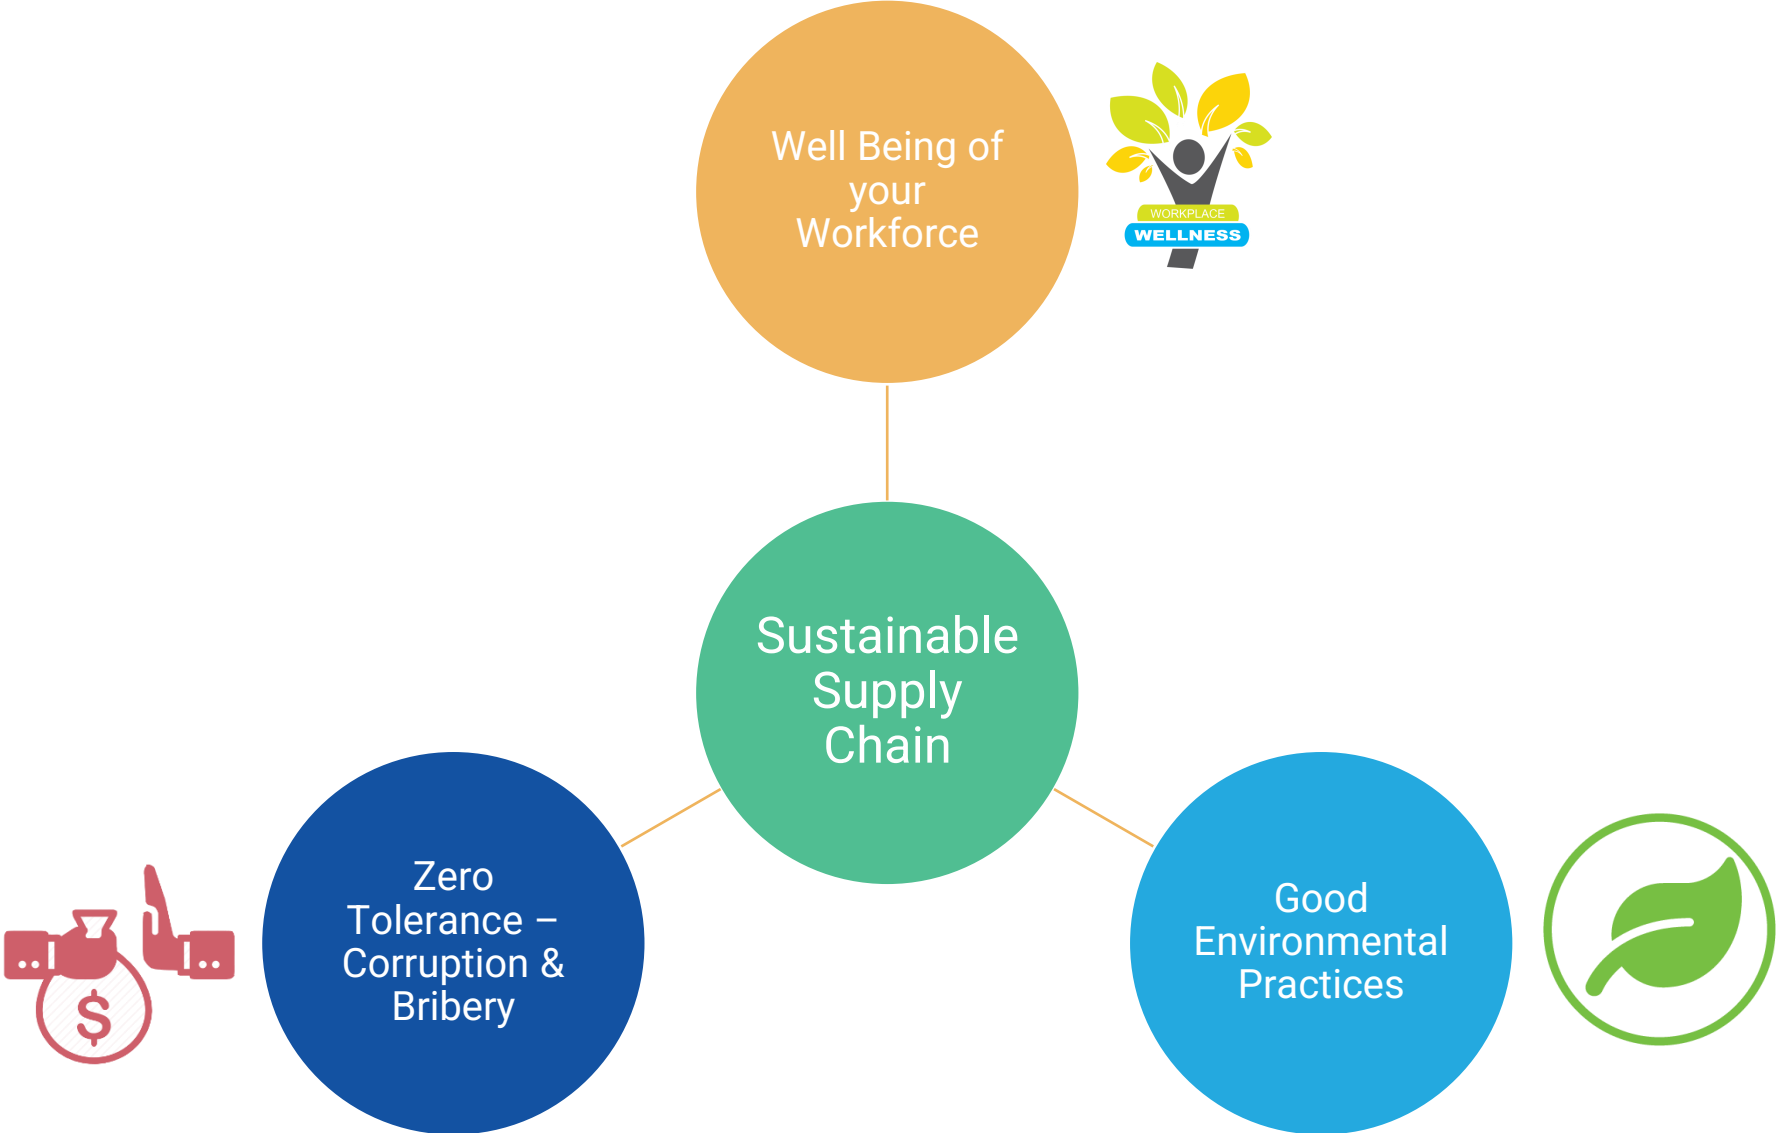 Well Being of
your
Workforce
WORKPLACE
WELLNESS
Sustainable
Supply
Chain
Zero
Tolerance –
Corruption &
Bribery
$
Good
Environmental
Practices